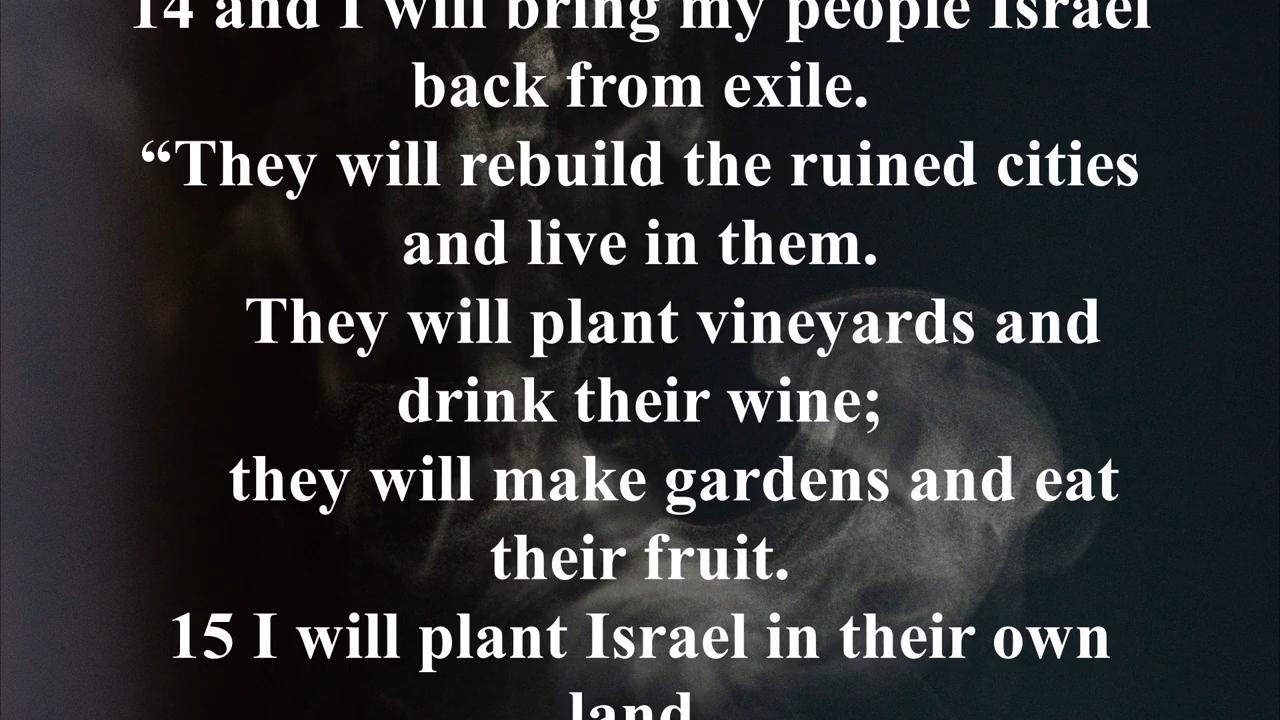 14 and I will bring my people Israel
back from exile.
“They will rebuild the ruined cities
and live in them.
They will plant vineyards and
drink their wine;
they will make gardens and eat
their fruit.
15 I will plant Israel in their own
land